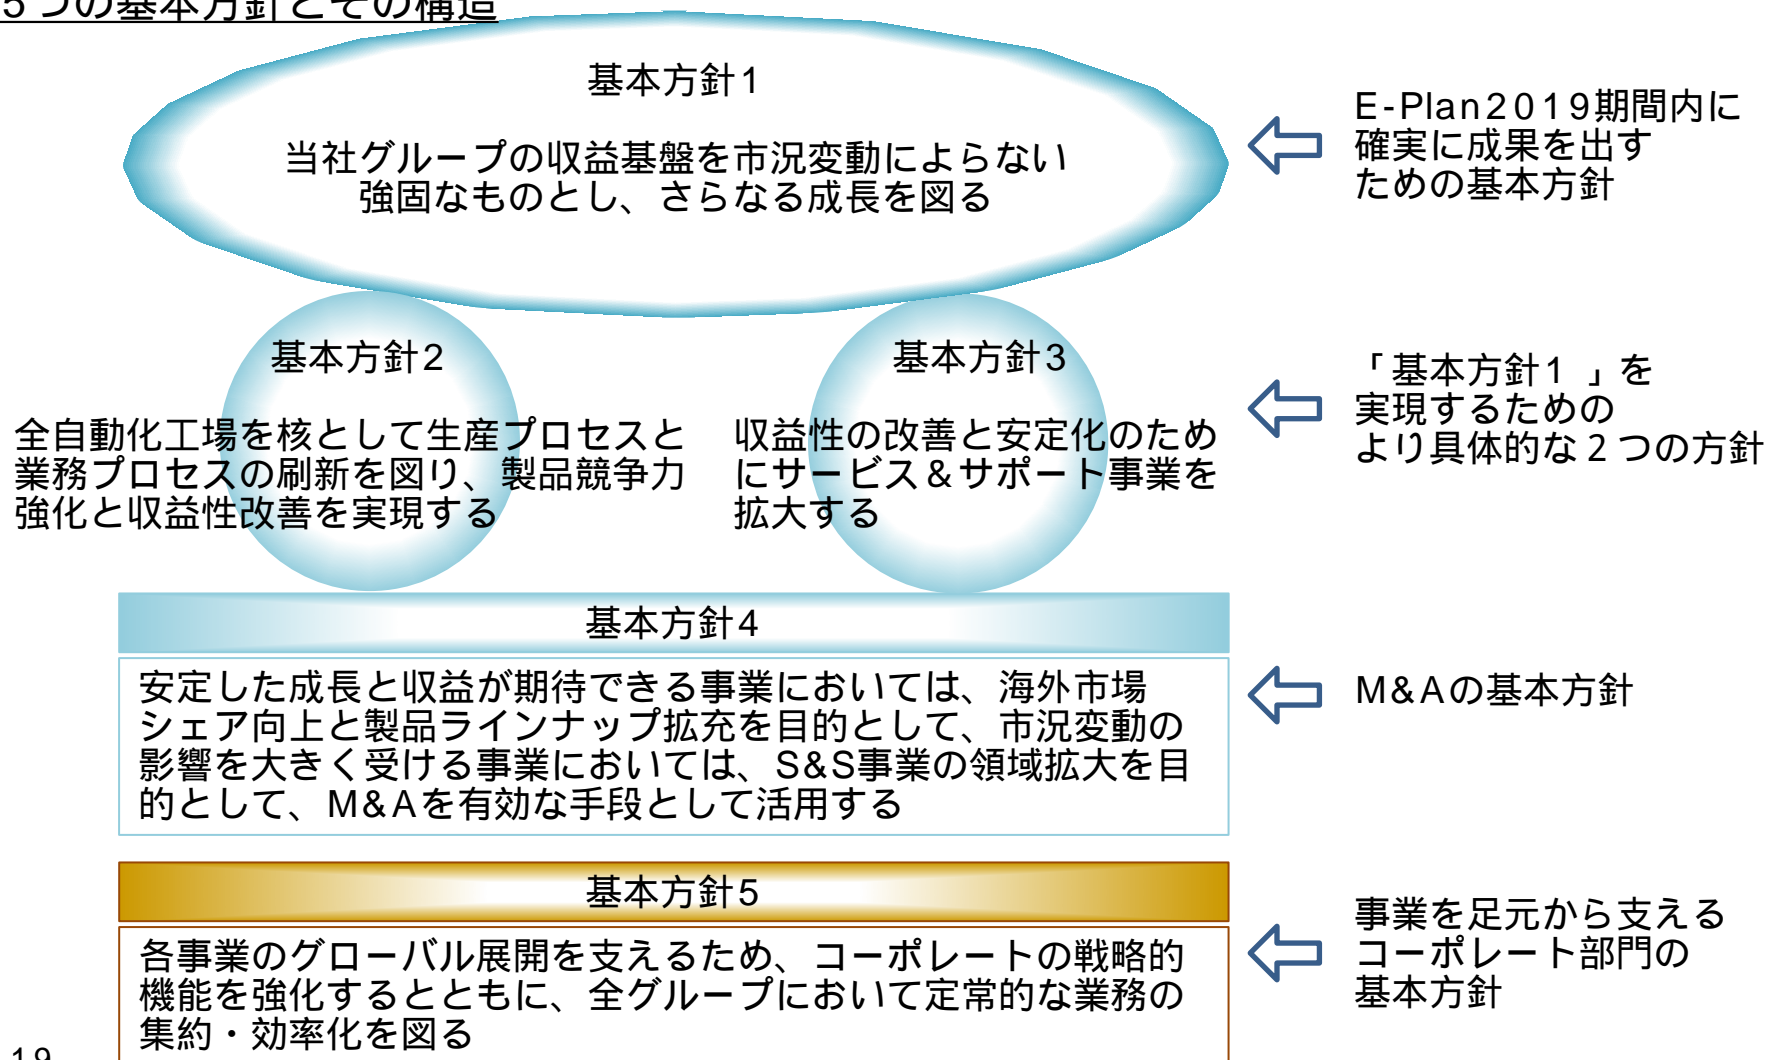 5つの基本方針とその構造
基本方針1
当社グループの収益基盤を市況変動によらない
強固なものとし、さらなる成長を図る
E-Plan2019期間内に
確実に成果を出す
ための基本方針
基本方針2
全自動化工場を核として生産プロセスと
業務プロセスの刷新を図り、製品競争力
強化と収益性改善を実現する
基本方針3
収益性の改善と安定化のため
にサービス&サポート事業を
拡大する
「基本方針1」を
実現するための
より具体的な2つの方針
基本方針4
安定した成長と収益が期待できる事業においては、海外市場
シェア向上と製品ラインナップ拡充を目的として、市況変動の
影響を大きく受ける事業においては、S&S事業の領域拡大を目
的として、M&Aを有効な手段として活用する
M&Aの基本方針
基本方針5
各事業のグローバル展開を支えるため、コーポレートの戦略的
機能を強化するとともに、全グループにおいて定常的な業務の
集約・効率化を図る
事業を足元から支える
コーポレート部門の
基本方針
19